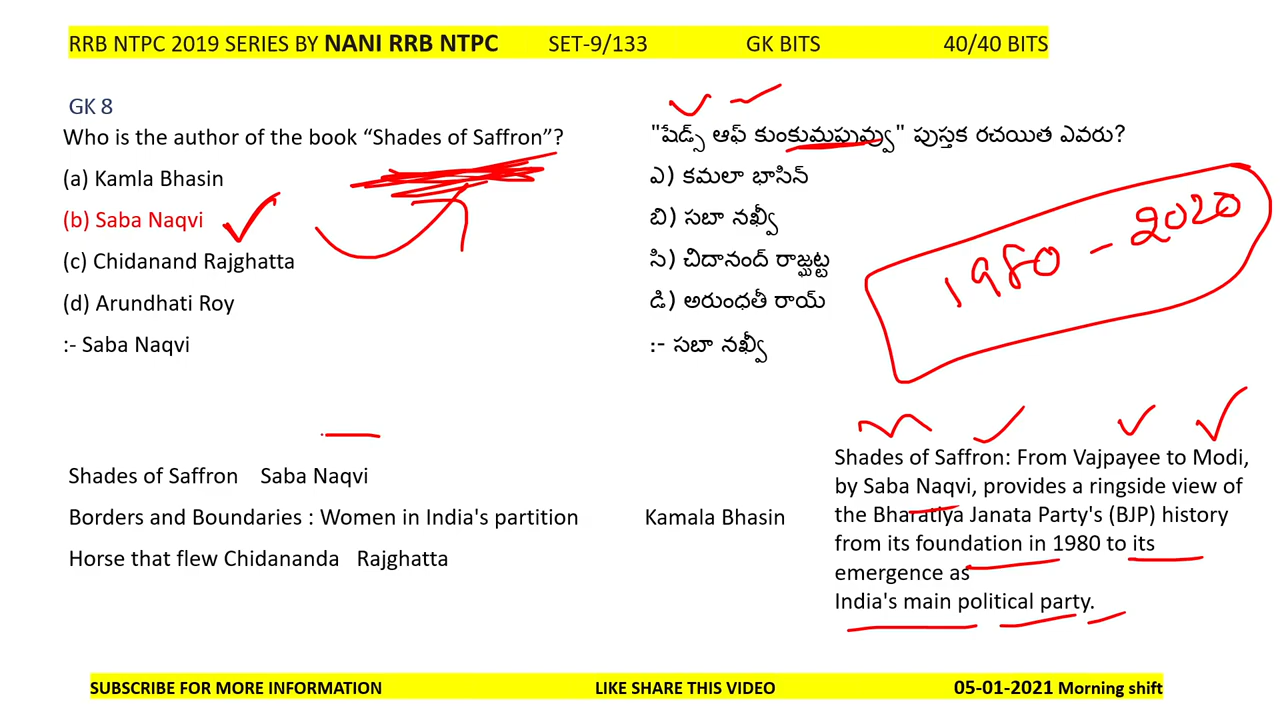 RRB NTPC 2019 SERIES BY NANI RRB NTPC SET-9/133 GK BITS 40/40 BITS
GK 8
Who is the author of the book “Shades of Saffron”?
(a) Kamla Bhasin
(b) Saba Naqvi
(c) Chidanand Rajghatta
(d) Arundhati Roy
:- Saba Naqvi
"షేడ్స్ ఆఫ్ కుంకుమపువ్వు" పుస్తక రచయిత ఎవరు?
ఎ) కమలా భాసిన్
బి) సబా నఖ్వీ
సి) చిదానంద్ రాజ్ఘట్ట
డి) అరుంధతీ రాయ్
:- సబా నఖ్వీ
1980 - 2020
Shades of Saffron Saba Naqvi
Borders and Boundaries : Women in India's partition Kamala Bhasin
Horse that flew Chidananda Rajghatta
Shades of Saffron: From Vajpayee to Modi,
by Saba Naqvi, provides a ringside view of
the Bharatiya Janata Party's (BJP) history
from its foundation in 1980 to its
emergence as
India's main political party.
SUBSCRIBE FOR MORE INFORMATION LIKE SHARE THIS VIDEO 05-01-2021 Morning shift